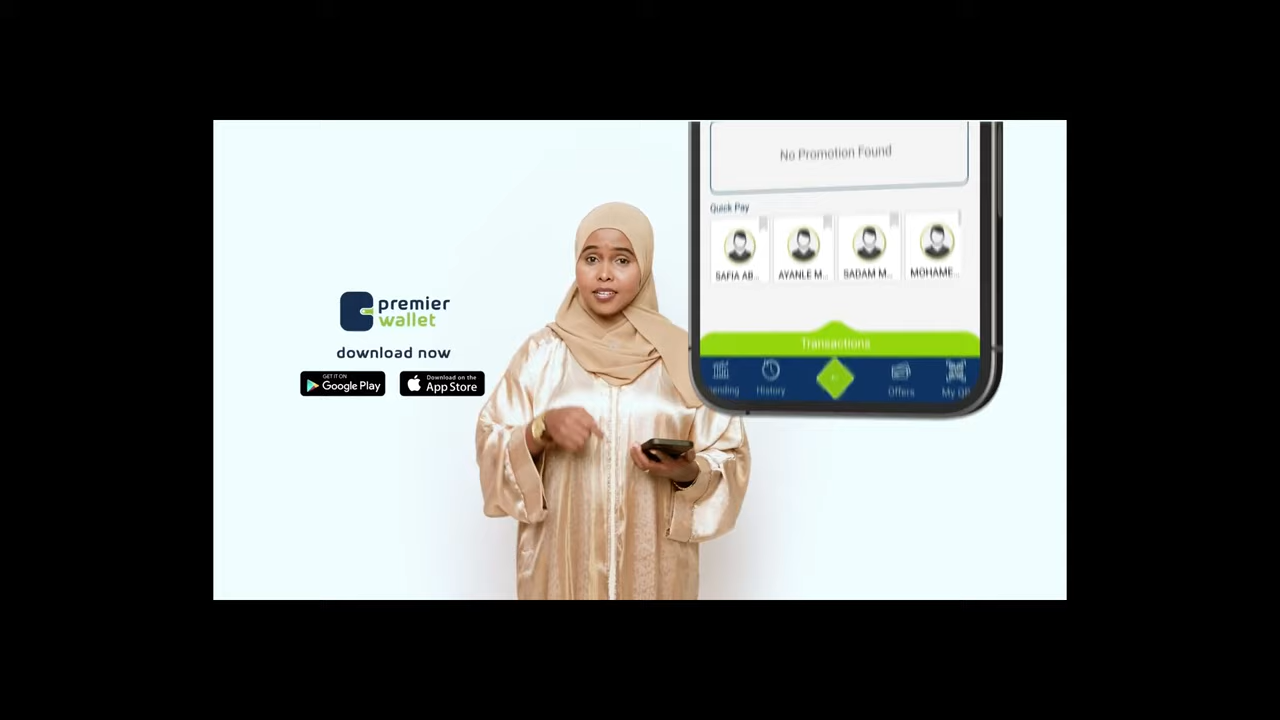 premier
wallet
download now
GET IT ON
Google Play
Download on the
App Store
No Promotion Found
Quick Pay
SAFIA AB...
AYANLE M...
SADAM M...
MOHAME...
Transactions
History
Offers
My QR